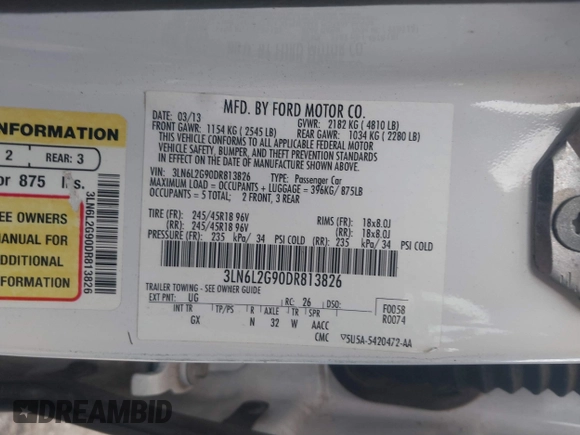 NFORMATION
2 REAR: 3
or 875 lbs.
EE OWNERS
MANUAL FOR
ADDITIONAL
FORMATION
3LN6L2G90DR813826
MFD. BY FORD MOTOR CO.
03/13 GVWR: 2182 KG ( 4810 LB)
FRONT GAWR: 1154 KG ( 2545 LB) REAR GAWR: 1034 KG ( 2280 LB)
THIS VEHICLE CONFORMS TO ALL APPLICABLE FEDERAL MOTOR
VEHICLE SAFETY, BUMPER, AND THEFT PREVENTION STANDARDS
IN EFFECT ON THE DATE OF MANUFACTURE SHOWN ABOVE.
VIN: 3LN6L2G90DR813826 TYPE: Passenger Car
MAXIMUM LOAD = OCCUPANTS + LUGGAGE = 396KG/ 875LB
OCCUPANTS = 5 TOTAL; 2 FRONT, 3 REAR
TIRE (FR): 245/45R18 96V RIMS (FR): 18x8.0J
(RR): 245/45R18 96V (RR): 18x8.0J
PRESSURE (FR): 235 kPa/ 34 PSI COLD (RR): 235 kPa/ 34 PSI COLD
3LN6L2G90DR813826
TRAILER TOWING - SEE OWNER GUIDE
EXT PNT: UG RC: 26 DSO: F0058
INT TR TP/PS R AXLE TR SPR R0074
GX N 32 W AACC
CMC 5U5A-5420472-AA
DREAMBID